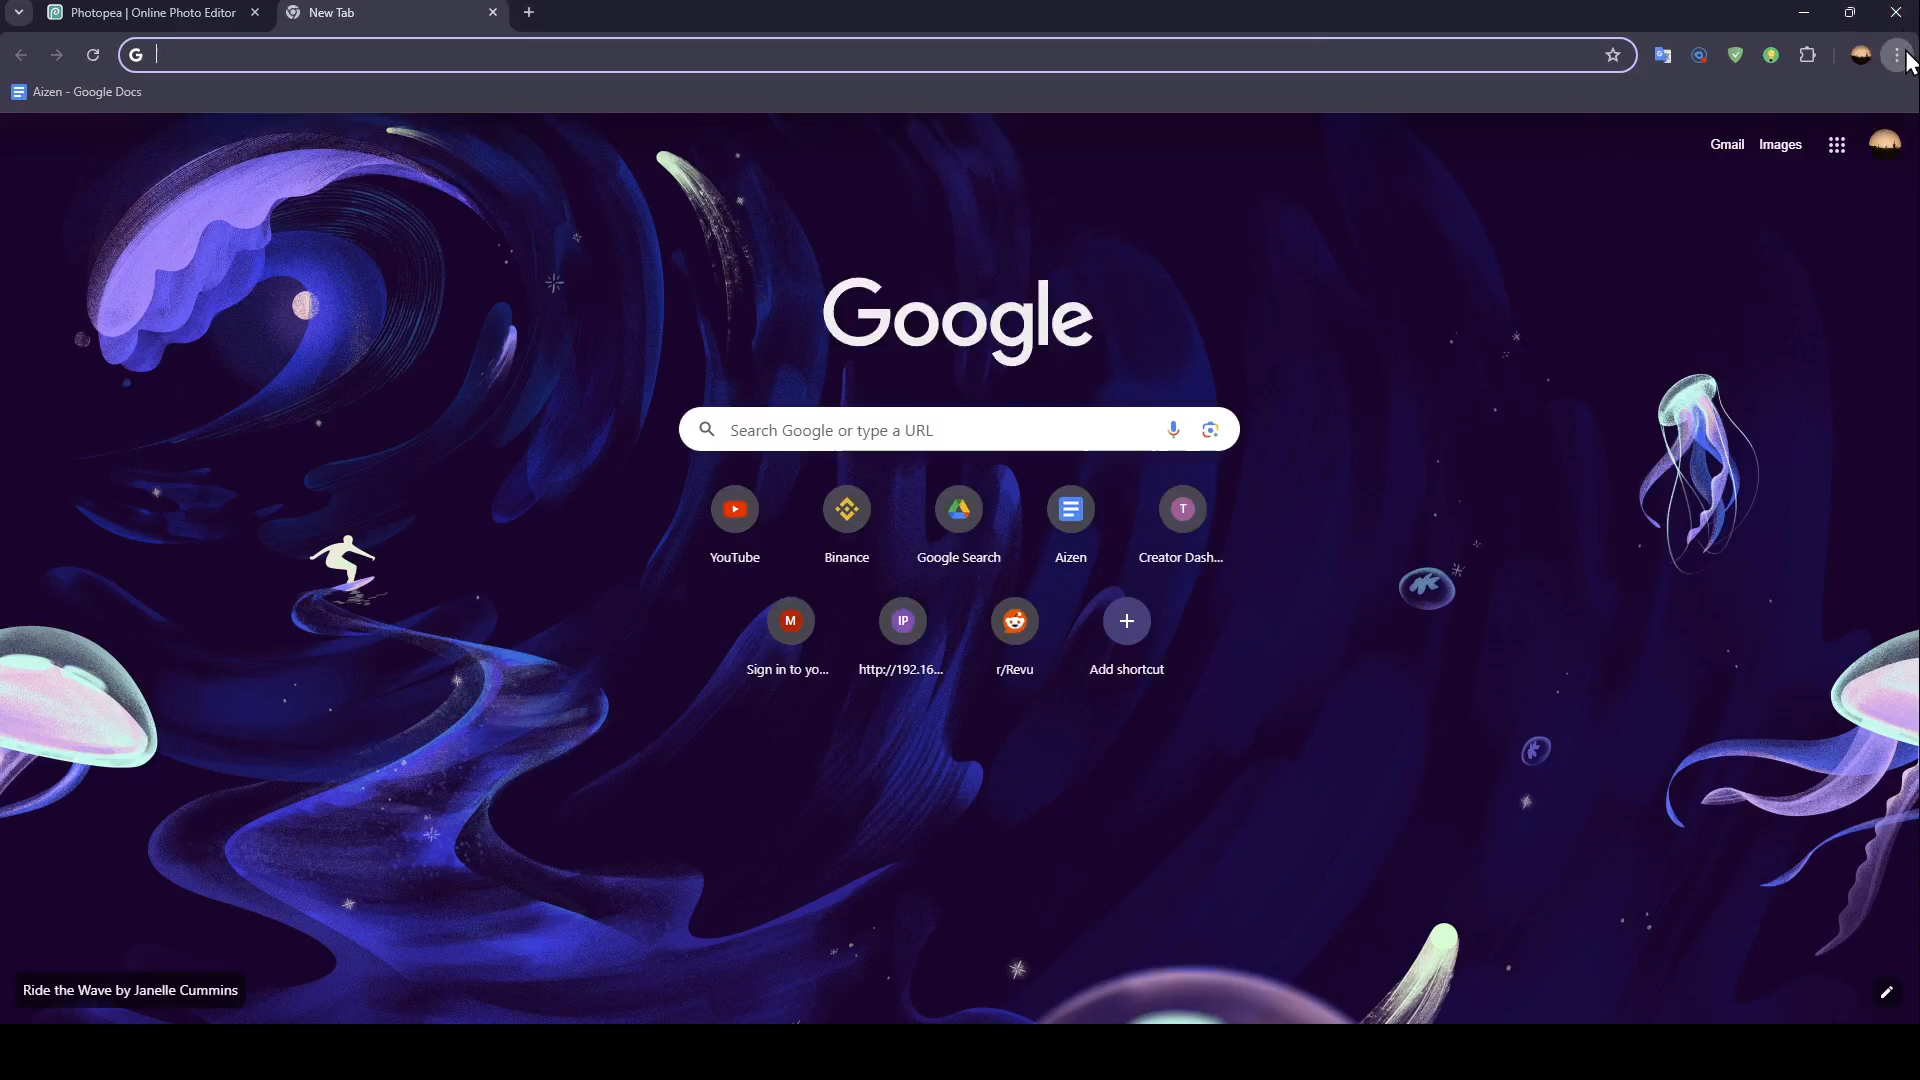 Photopea | Online Photo Editor
New Tab
G
Aizen - Google Docs
Gmail Images
Google
Search Google or type a URL
YouTube
Binance
Google Search
T
Aizen
Creator Dash...
M
IP
Sign in to yo...
http://192.16...
r/Revu
Add shortcut
Ride the Wave by Janelle Cummins